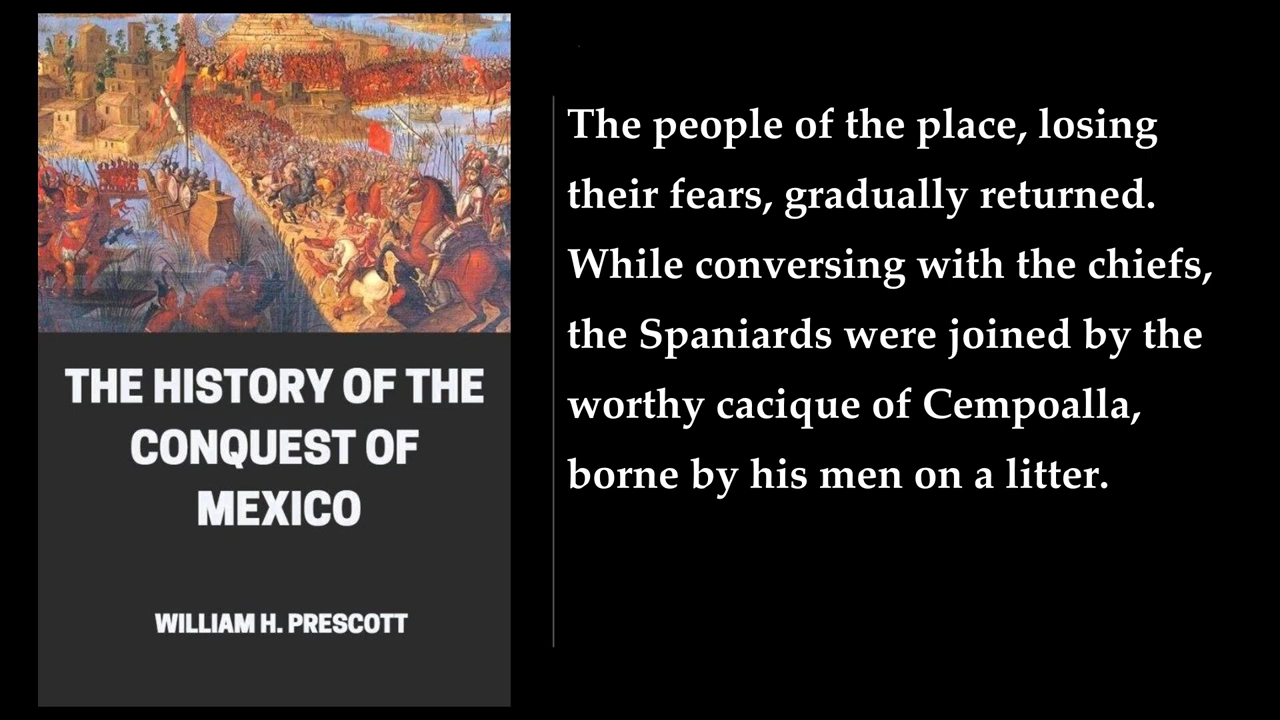 THE HISTORY OF THE
CONQUEST OF
MEXICO
WILLIAM H. PRESCOTT
The people of the place, losing
their fears, gradually returned.
While conversing with the chiefs,
the Spaniards were joined by the
worthy cacique of Cempoalla,
borne by his men on a litter.